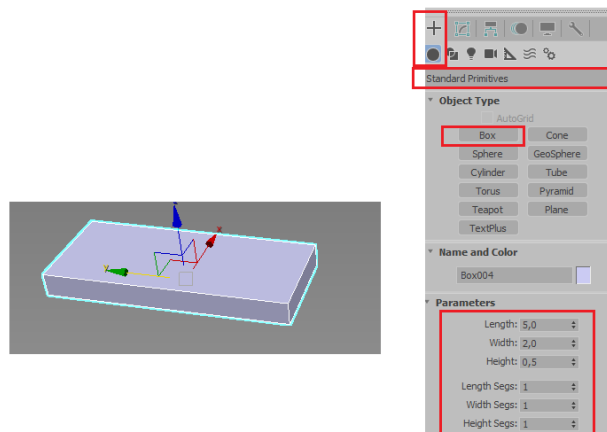 Standard Primitives
Object Type
AutoGrid
Box Cone
Sphere GeoSphere
Cylinder Tube
Torus Pyramid
Teapot Plane
TextPlus
Name and Color
Box004
Parameters
Length: 5,0
Width: 2,0
Height: 0,5
Length Segs: 1
Width Segs: 1
Height Segs: 1
x
y